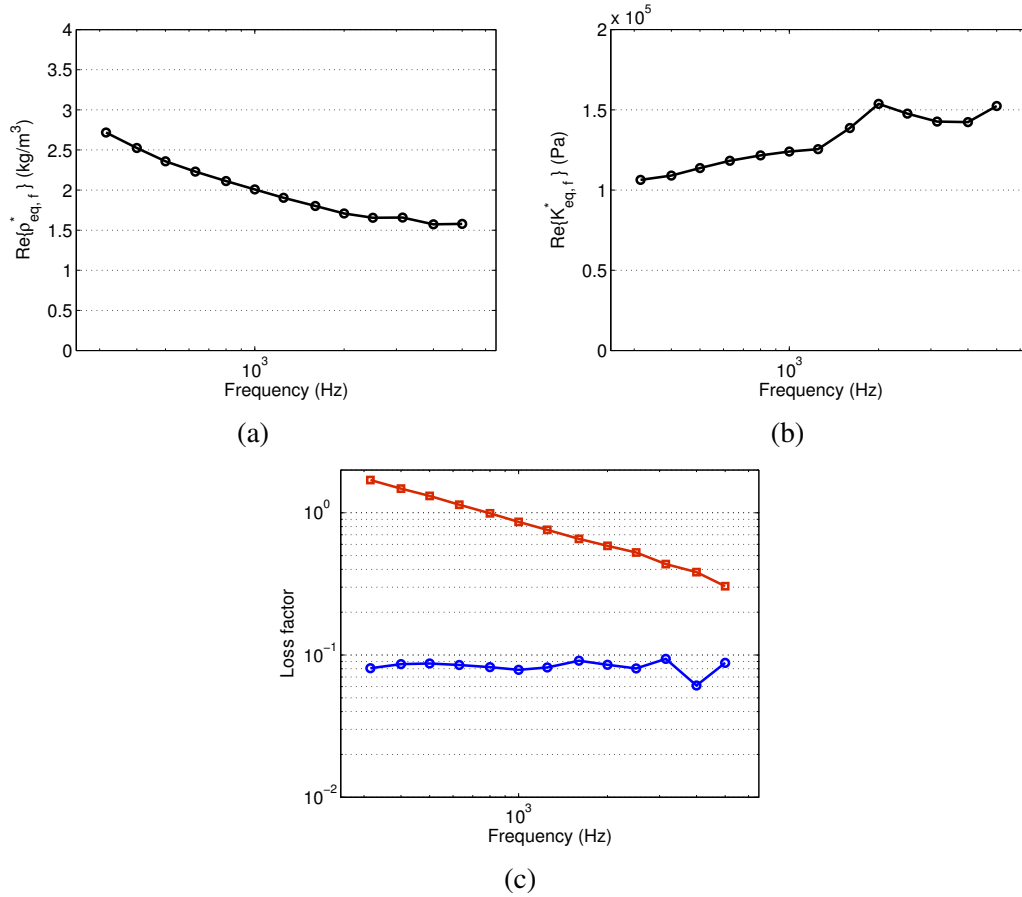 4
3.5
3
2.5
2
1.5
1
0.5
0
10^3
Re{ρ*_{eq, f}} (kg/m^3)
Frequency (Hz)
(a)
2 x 10^5
1.5
1
0.5
0
10^3
Re{K*_{eq, f}} (Pa)
Frequency (Hz)
(b)
10^0
10^{-1}
10^{-2}
10^3
Loss factor
Frequency (Hz)
(c)